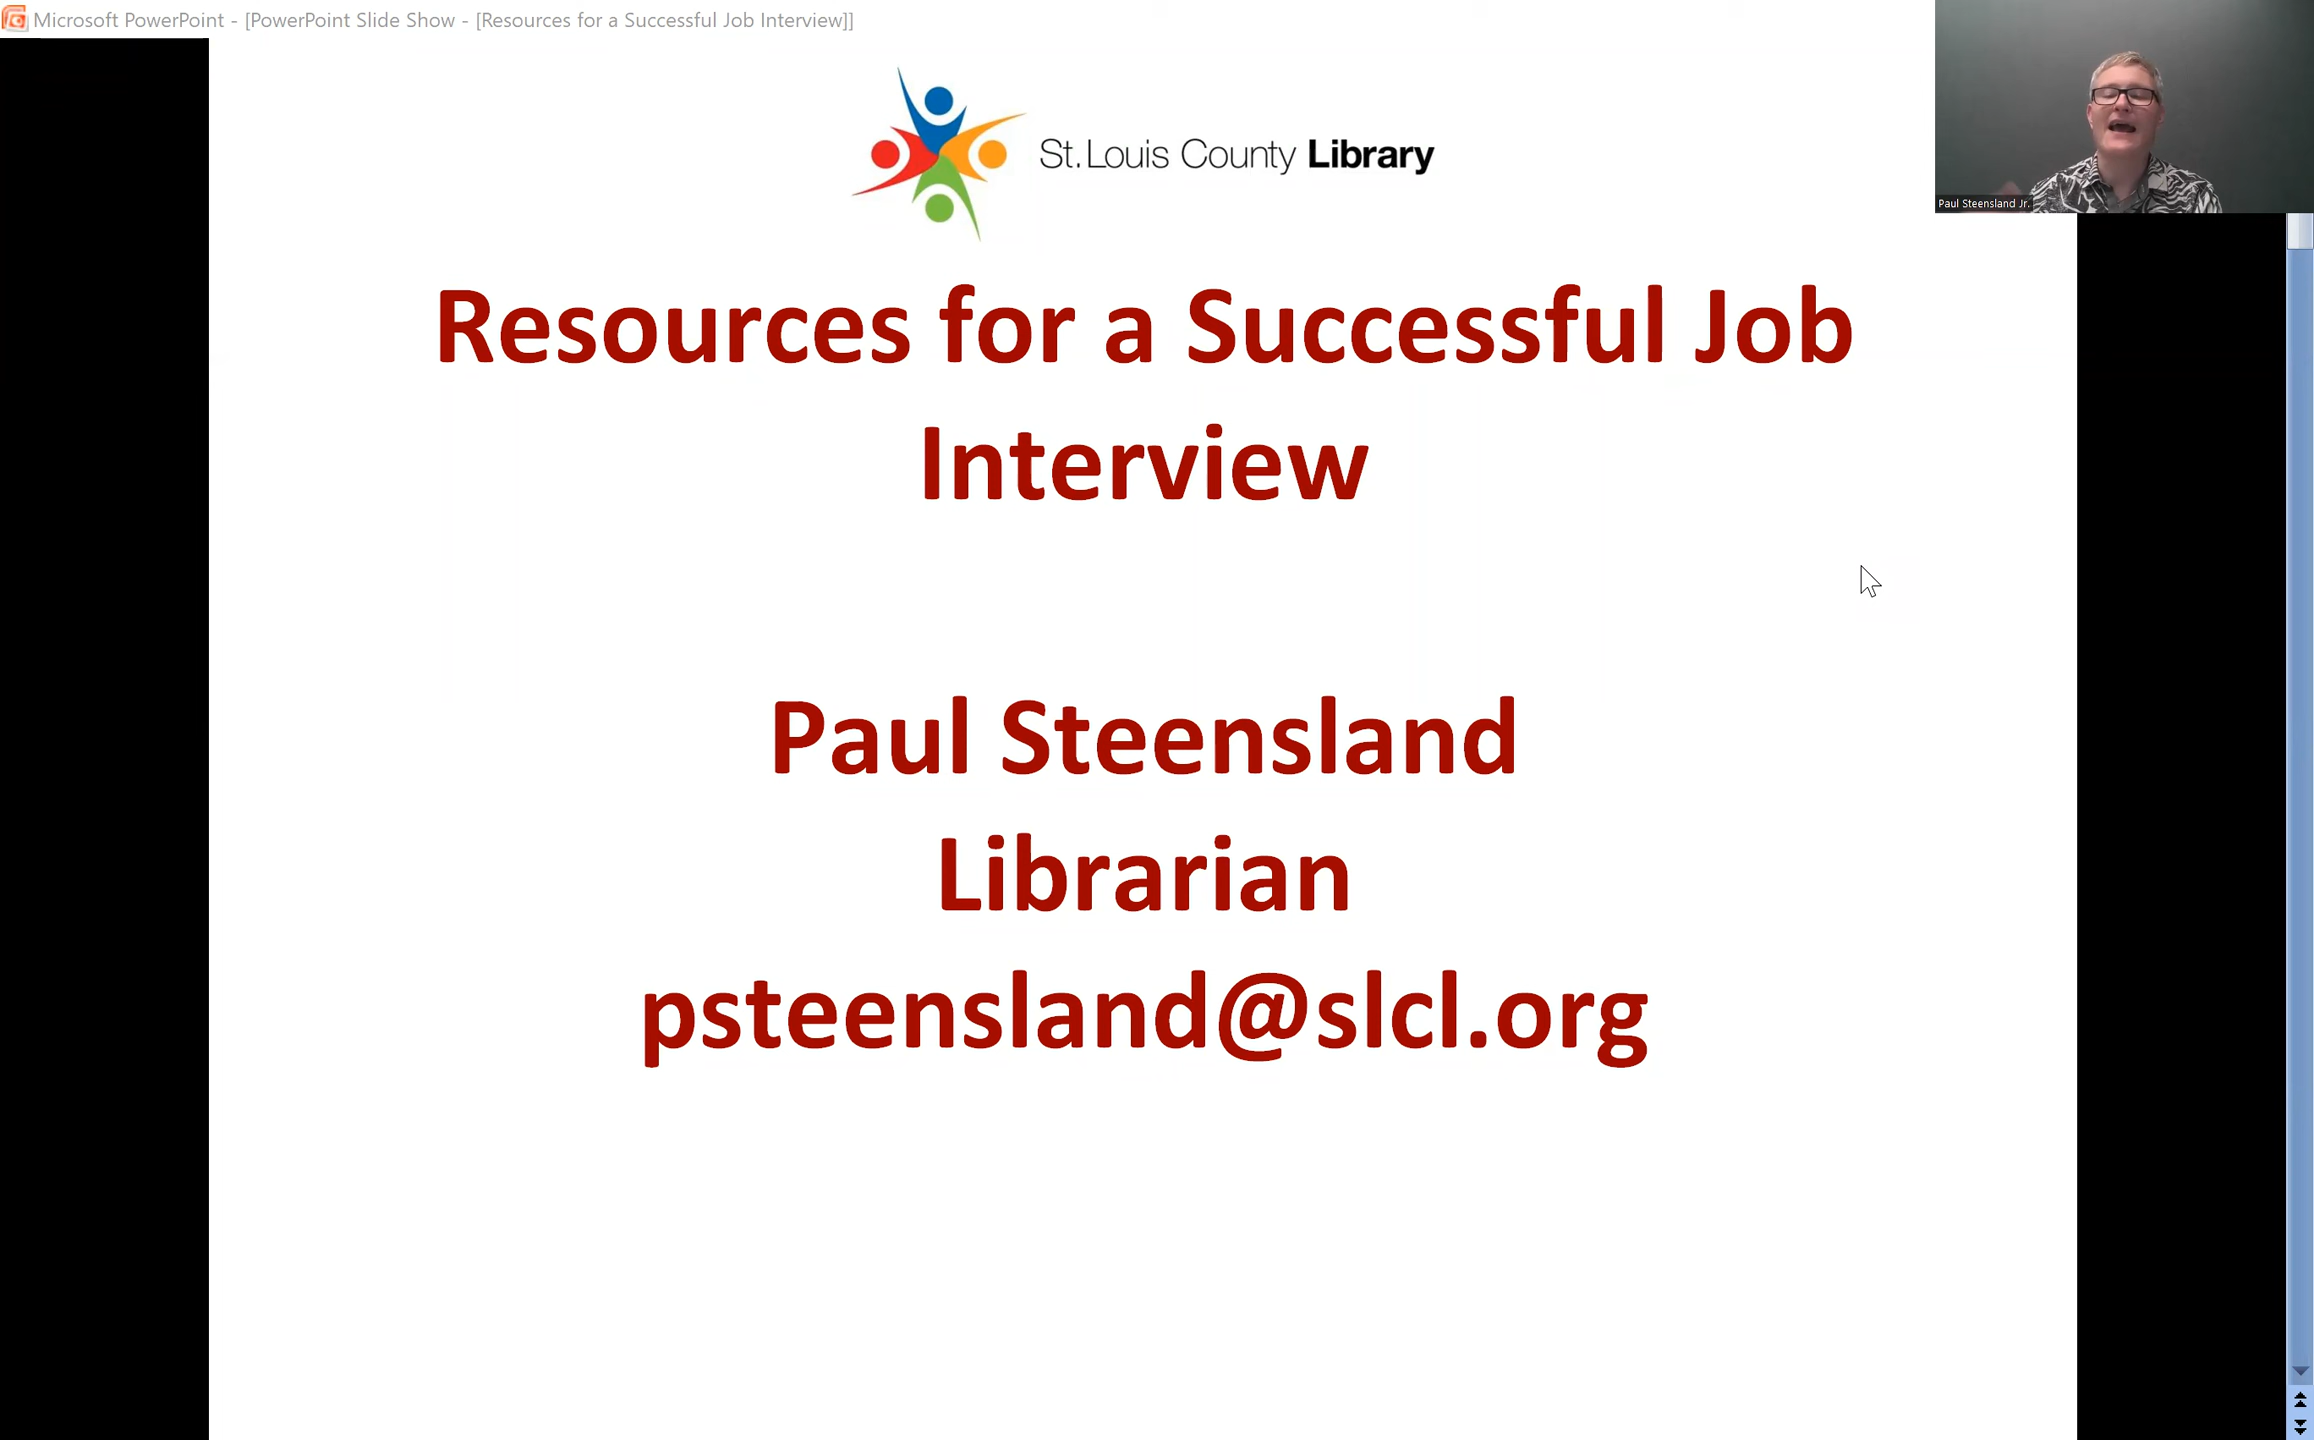 Microsoft PowerPoint - [PowerPoint Slide Show - [Resources for a Successful Job Interview]]
St. Louis County Library
Paul Steensland Jr.
Resources for a Successful Job
Interview
Paul Steensland
Librarian
psteensland@slcl.org